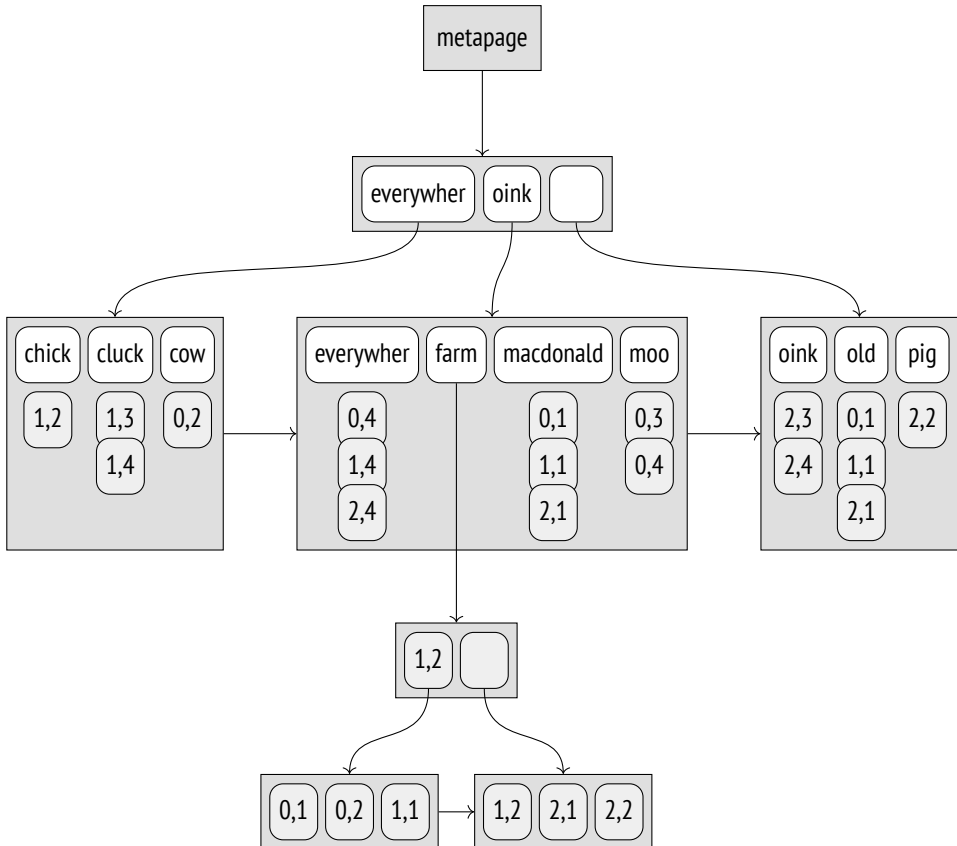 metapage
everywher oink
chick cluck cow
everywher farm macdonald moo
oink old pig
1,2 1,3 0,2
1,4
0,4 0,1 0,3
1,4 1,1 0,4
2,4 2,1
2,3 0,1 2,2
2,4 1,1
2,1
1,2
0,1 0,2 1,1
1,2 2,1 2,2